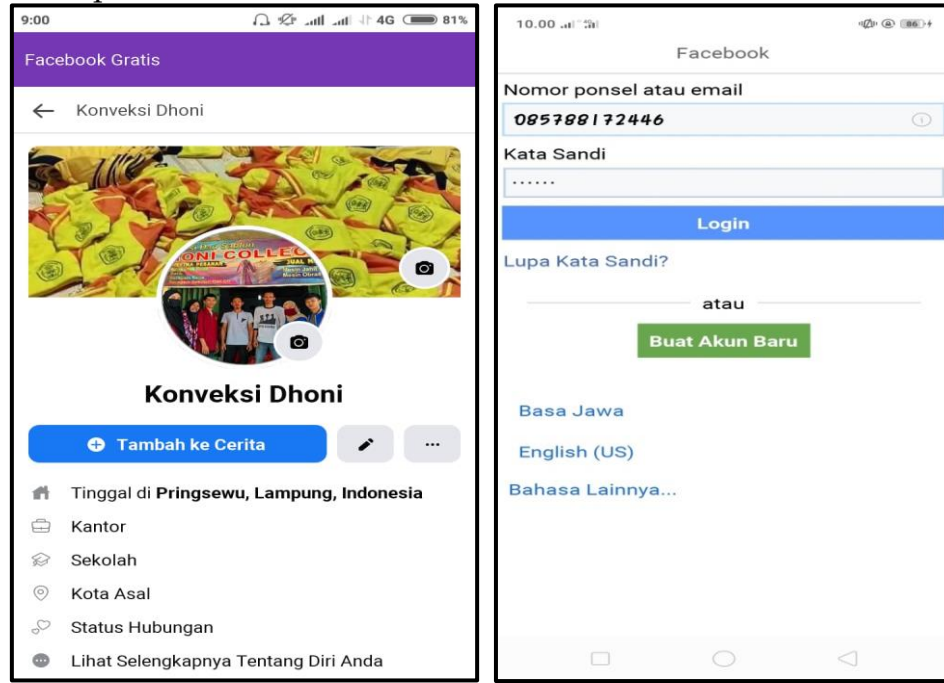 9:00
4G
81%
Facebook Gratis
Konveksi Dhoni
ONI COLLEC
Konveksi Dhoni
Tambah ke Cerita
Tinggal di Pringsewu, Lampung, Indonesia
Kantor
Sekolah
Kota Asal
Status Hubungan
Lihat Selengkapnya Tentang Diri Anda
10.00
86
Facebook
Nomor ponsel atau email
085788172446
Kata Sandi
......
Login
Lupa Kata Sandi?
atau
Buat Akun Baru
Basa Jawa
English (US)
Bahasa Lainnya...